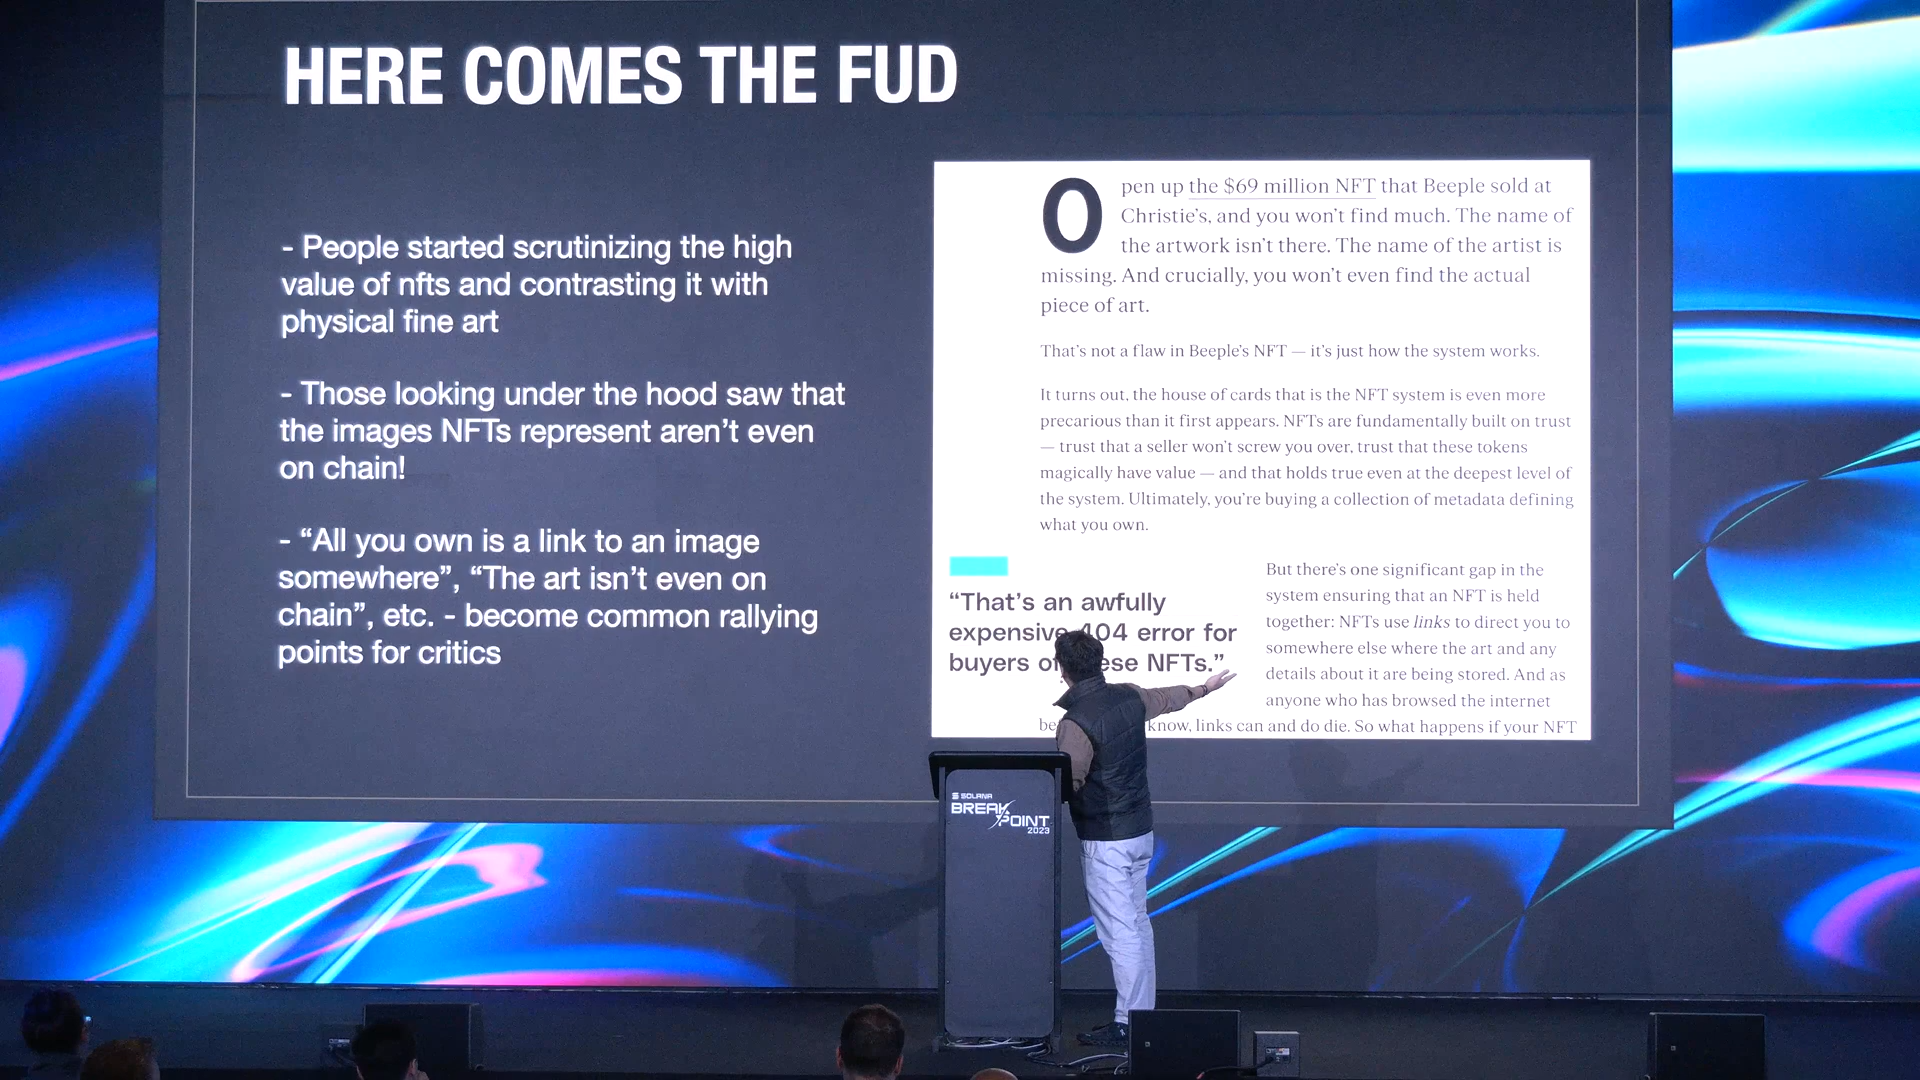 HERE COMES THE FUD
- People started scrutinizing the high
value of nfts and contrasting it with
physical fine art
- Those looking under the hood saw that
the images NFTs represent aren't even
on chain!
- “All you own is a link to an image
somewhere”, “The art isn't even on
chain”, etc. - become common rallying
points for critics
Open up the $69 million NFT that Beeple sold at
Christie's, and you won't find much. The name of
the artwork isn't there. The name of the artist is
missing. And crucially, you won't even find the actual
piece of art.
That's not a flaw in Beeple's NFT — it's just how the system works.
It turns out, the house of cards that is the NFT system is even more
precarious than it first appears. NFTs are fundamentally built on trust
— trust that a seller won't screw you over, trust that these tokens
magically have value — and that holds true even at the deepest level of
the system. Ultimately, you're buying a collection of metadata defining
what you own.
“That's an awfully
expensive 404 error for
buyers NFTs.”
But there's one significant gap in the
system ensuring that an NFT is held
together: NFTs use links to direct you to
somewhere else where the art and any
details about it are being stored. And as
anyone who has browsed the internet
know, links can and do die. So what happens if your NFT
SOLANA
BREAK
POINT
2023